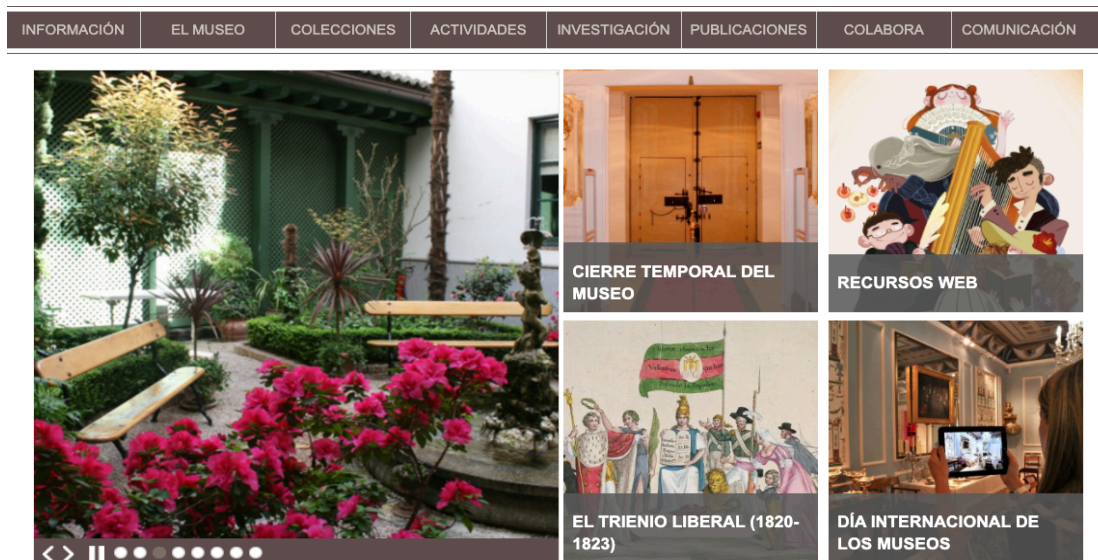 INFORMACIÓN
EL MUSEO
COLECCIONES
ACTIVIDADES
INVESTIGACIÓN
PUBLICACIONES
COLABORA
COMUNICACIÓN
CIERRE TEMPORAL DEL
MUSEO
RECURSOS WEB
EL TRIENIO LIBERAL (1820-
1823)
DÍA INTERNACIONAL DE
LOS MUSEOS